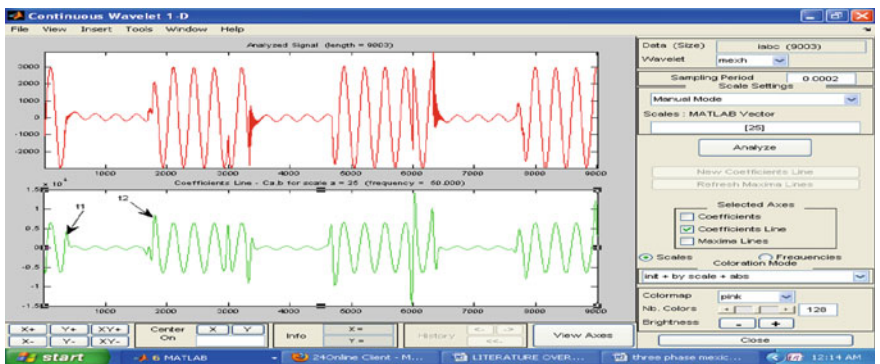 Continuous Wavelet 1-D
File View Insert Tools Window Help
Analyzed Signal (length = 9003)
3000
2000
1000
0
-1000
-2000
1000 2000 3000 4000 5000 6000 7000 8000 9000
x 10
Coefficients Line - Ca,b for scale a = 25 (frequency = 50.000)
1.5
1
0.5
0
-0.5
-1
-1.5
t1
t2
1000 2000 3000 4000 5000 6000 7000 8000 9000
Data (Size) Iabc (9003)
Wavelet mexh
Sampling Period 0.0002
Scale Settings
Manual Mode
Scales : MATLAB Vector
[25]
Analyze
New Coefficients Line
Refresh Maxima Lines
Selected Axes
Coefficients
Coefficients Line
Maxima Lines
Scales Frequencies
Coloration Mode
init + by scale + abs
Colormap pink
Nb. Colors 128
Brightness - +
Close
X+ Y+ XY+
X- Y- XY-
Center On X Y
Info X = Y =
History <- -> <<-
View Axes
start
6 MATLAB
24Online Client - M...
LITERATURE OVER...
three phase mexic...
12:14 AM